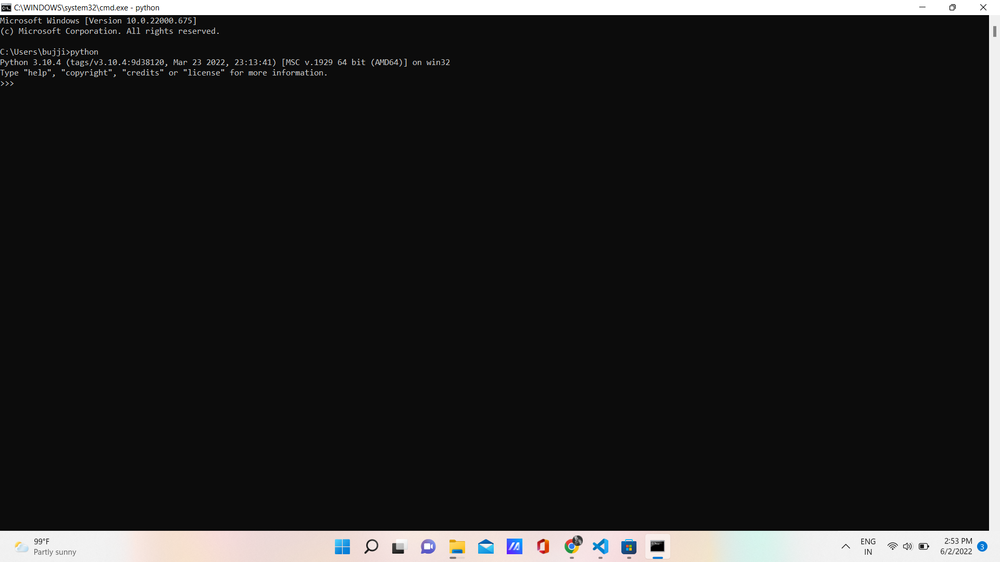 C:\WINDOWS\system32\cmd.exe - python
Microsoft Windows [Version 10.0.22000.675]
(c) Microsoft Corporation. All rights reserved.
C:\Users\bujji>python
Python 3.10.4 (tags/v3.10.4:9d38120, Mar 23 2022, 23:13:41) [MSC v.1929 64 bit (AMD64)] on win32
Type "help", "copyright", "credits" or "license" for more information.
>>>
99°F
Partly sunny
ENG
IN
2:53 PM
6/2/2022
3